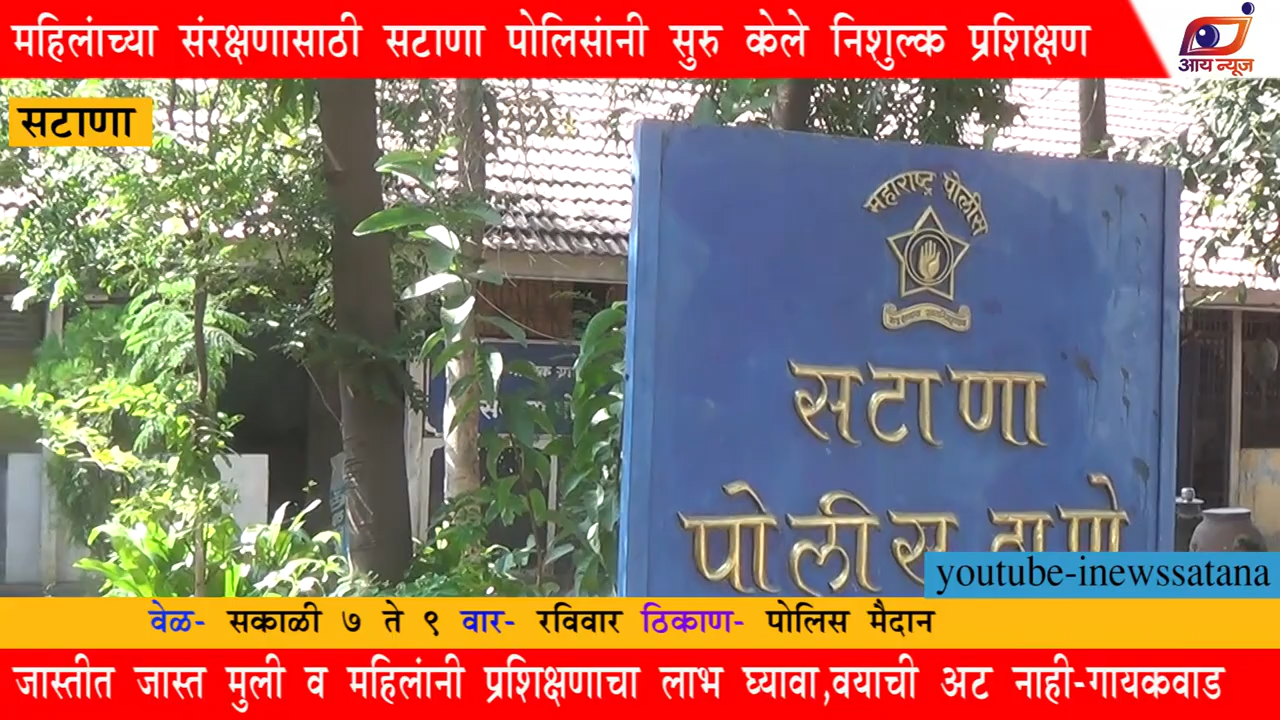 महिलांच्या संरक्षणासाठी सटाणा पोलिसांनी सुरु केले निशुल्क प्रशिक्षण
आय न्यूज
सटाणा
महाराष्ट्र पोलीस
सटाणा
पोलीस ठाणे
youtube-inewssatana
वेळ- सकाळी ७ ते ९ वार- रविवार ठिकाण- पोलिस मैदान
जास्तीत जास्त मुली व महिलांनी प्रशिक्षणाचा लाभ घ्यावा,वयाची अट नाही-गायकवाड